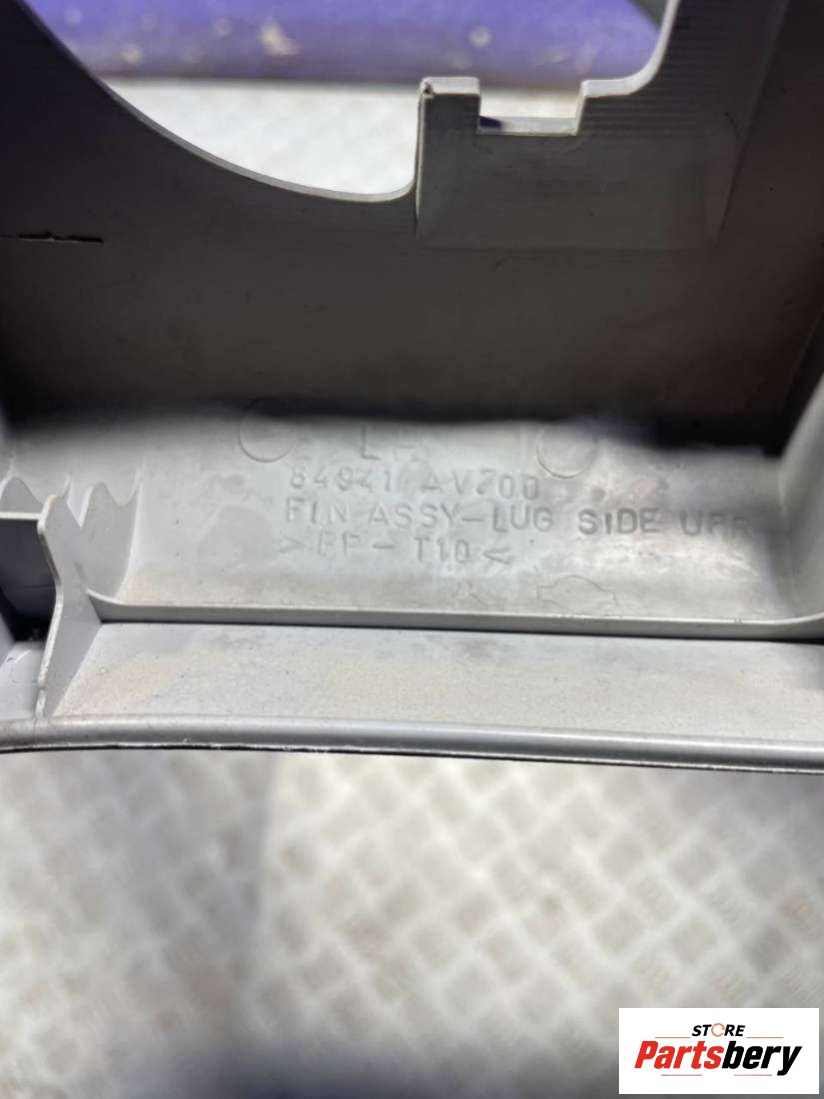 LH
84941 AV700
FIN ASSY-LUG SIDE UPR
>PP-T10<
STORE
Partsbery